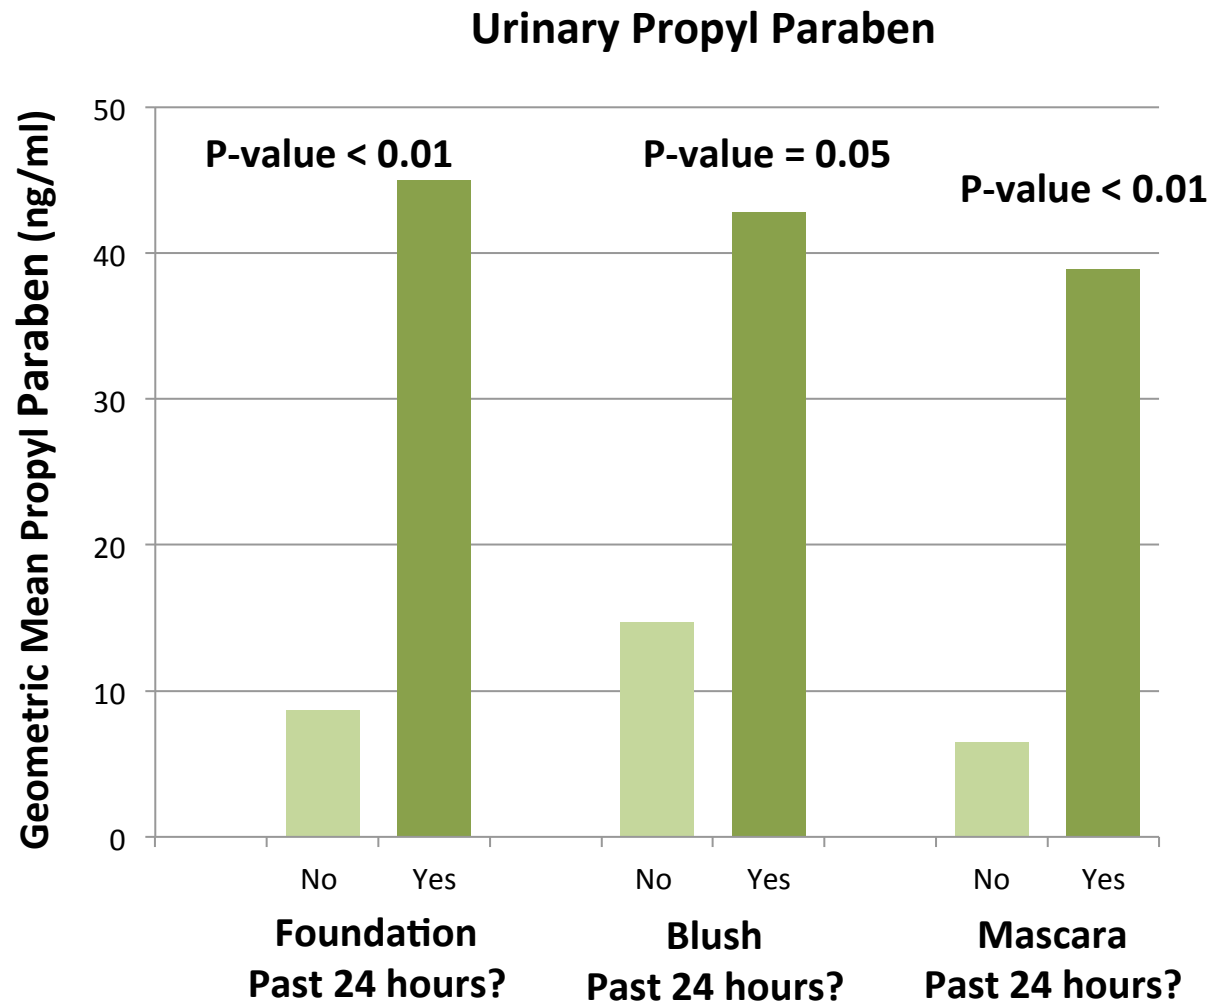 Urinary Propyl Paraben
Geometric Mean Propyl Paraben (ng/ml)
50
40
30
20
10
0
P-value < 0.01
P-value = 0.05
P-value < 0.01
No Yes No Yes No Yes
Foundation
Past 24 hours?
Blush
Past 24 hours?
Mascara
Past 24 hours?